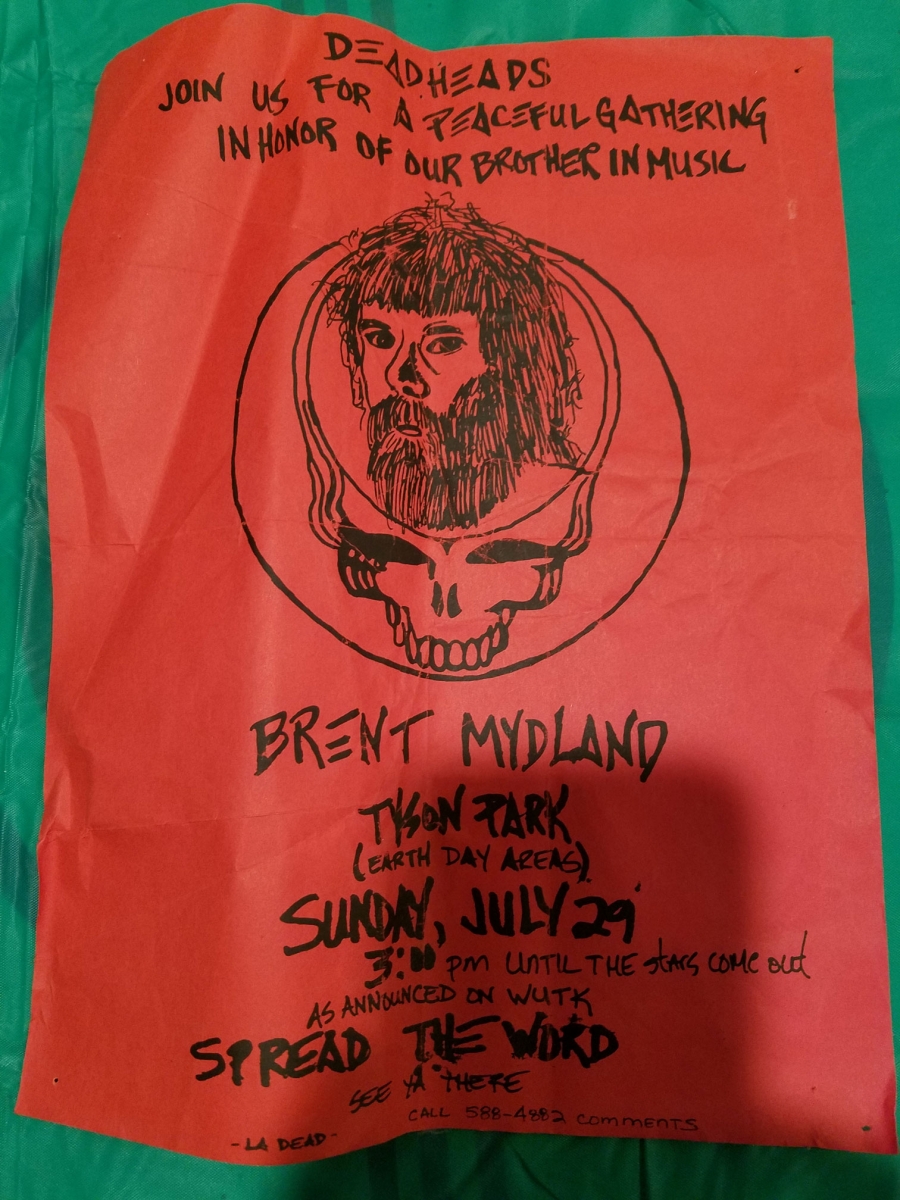 DEADHEADS
JOIN US FOR A PEACEFUL GATHERING
IN HONOR OF OUR BROTHER IN MUSIC
BRENT MYDLAND
TYSON PARK
(EARTH DAY AREAS)
SUNDAY, JULY 29
3:00 pm UNTIL THE stars come out
AS ANNOUNCED ON WUTK
SPREAD THE WORD
SEE YA THERE
CALL 588-4882 COMMENTS
- LA DEAD -